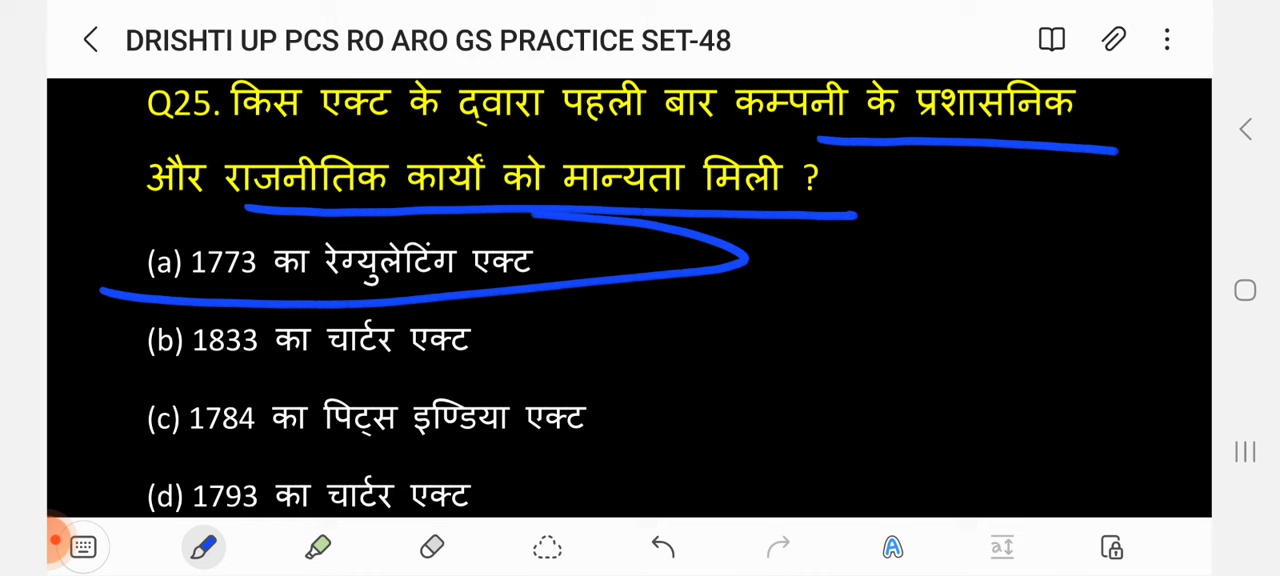 DRISHTI UP PCS RO ARO GS PRACTICE SET-48
Q25. किस एक्ट के द्वारा पहली बार कम्पनी के प्रशासनिक
और राजनीतिक कार्यों को मान्यता मिली ?
(a) 1773 का रेग्युलेटिंग एक्ट
(b) 1833 का चार्टर एक्ट
(c) 1784 का पिट्स इण्डिया एक्ट
(d) 1793 का चार्टर एक्ट